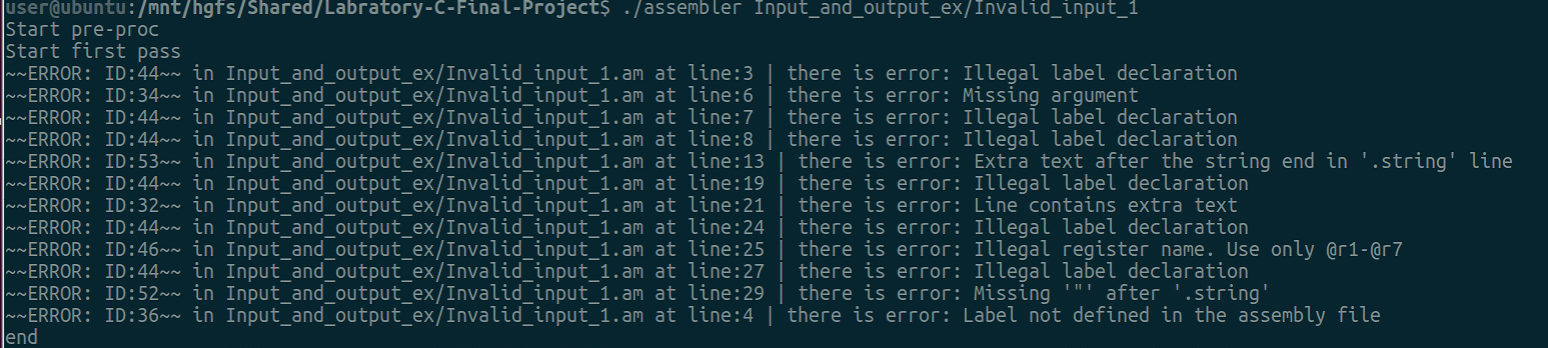 user@ubuntu:/mnt/hgfs/Shared/Labratory-C-Final-Project$ ./assembler Input_and_output_ex/Invalid_input_1
Start pre-proc
Start first pass
~~ERROR: ID:44~~ in Input_and_output_ex/Invalid_input_1.am at line:3 | there is error: Illegal label declaration
~~ERROR: ID:34~~ in Input_and_output_ex/Invalid_input_1.am at line:6 | there is error: Missing argument
~~ERROR: ID:44~~ in Input_and_output_ex/Invalid_input_1.am at line:7 | there is error: Illegal label declaration
~~ERROR: ID:44~~ in Input_and_output_ex/Invalid_input_1.am at line:8 | there is error: Illegal label declaration
~~ERROR: ID:53~~ in Input_and_output_ex/Invalid_input_1.am at line:13 | there is error: Extra text after the string end in '.string' line
~~ERROR: ID:44~~ in Input_and_output_ex/Invalid_input_1.am at line:19 | there is error: Illegal label declaration
~~ERROR: ID:32~~ in Input_and_output_ex/Invalid_input_1.am at line:21 | there is error: Line contains extra text
~~ERROR: ID:44~~ in Input_and_output_ex/Invalid_input_1.am at line:24 | there is error: Illegal label declaration
~~ERROR: ID:46~~ in Input_and_output_ex/Invalid_input_1.am at line:25 | there is error: Illegal register name. Use only @r1-@r7
~~ERROR: ID:44~~ in Input_and_output_ex/Invalid_input_1.am at line:27 | there is error: Illegal label declaration
~~ERROR: ID:52~~ in Input_and_output_ex/Invalid_input_1.am at line:29 | there is error: Missing '"' after '.string'
~~ERROR: ID:36~~ in Input_and_output_ex/Invalid_input_1.am at line:4 | there is error: Label not defined in the assembly file
end